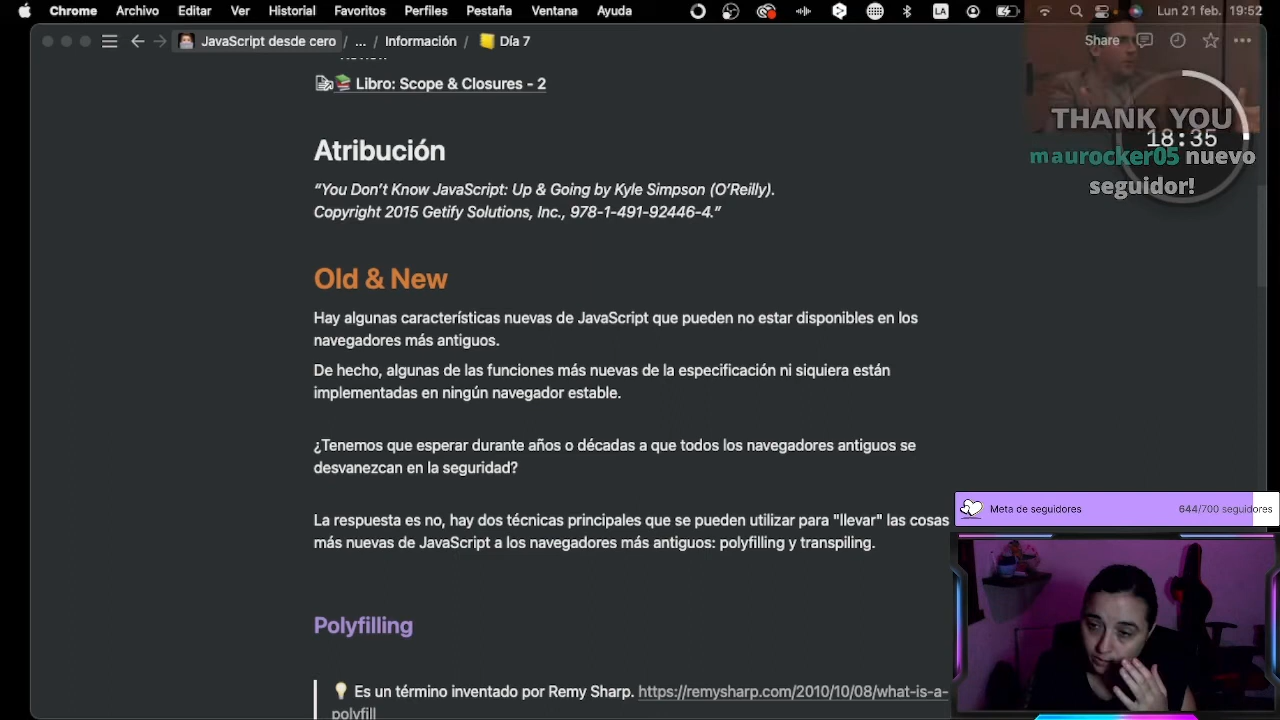 Chrome Archivo Editar Ver Historial Favoritos Perfiles Pestaña Ventana Ayuda LA Lun 21 feb. 19:52
JavaScript desde cero / ... / Información / Día 7 Share
Libro: Scope & Closures - 2
THANK YOU
18:35
maurocker05 nuevo
seguidor!
Atribución
“You Don’t Know JavaScript: Up & Going by Kyle Simpson (O’Reilly).
Copyright 2015 Getify Solutions, Inc., 978-1-491-92446-4.”
Old & New
Hay algunas características nuevas de JavaScript que pueden no estar disponibles en los
navegadores más antiguos.
De hecho, algunas de las funciones más nuevas de la especificación ni siquiera están
implementadas en ningún navegador estable.
¿Tenemos que esperar durante años o décadas a que todos los navegadores antiguos se
desvanezcan en la seguridad?
La respuesta es no, hay dos técnicas principales que se pueden utilizar para "llevar" las cosas
más nuevas de JavaScript a los navegadores más antiguos: polyfilling y transpiling.
Meta de seguidores 644/700 seguidores
Polyfilling
Es un término inventado por Remy Sharp. https://remysharp.com/2010/10/08/what-is-a-
polyfill